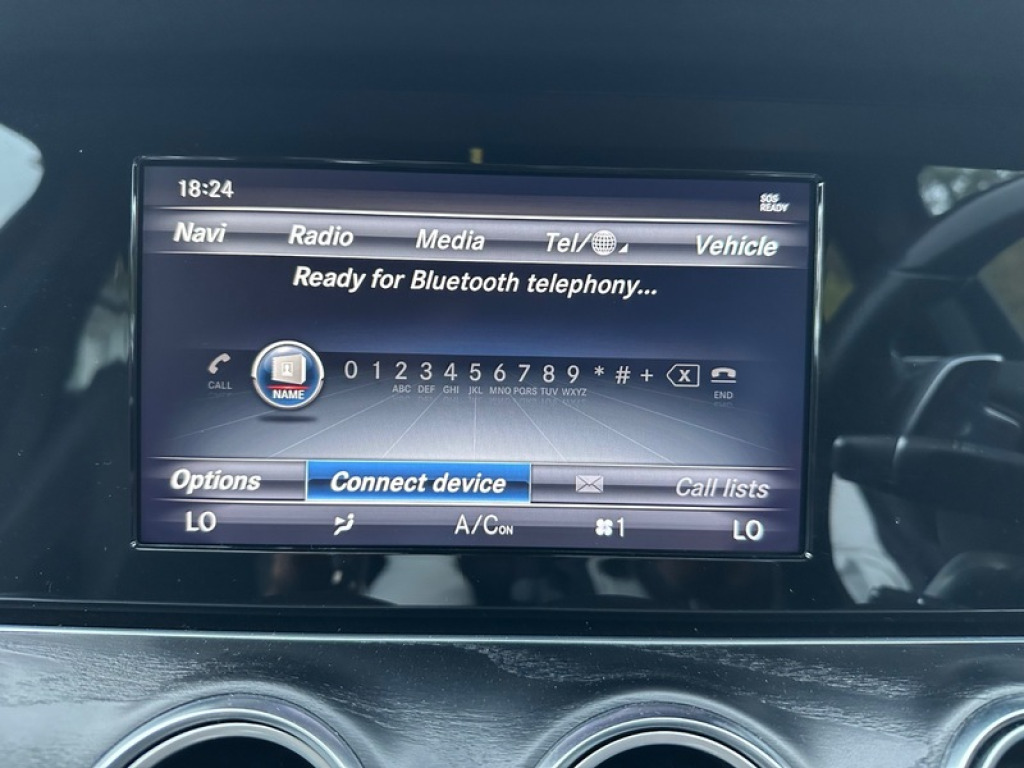 18:24
SOS
READY
Navi Radio Media Tel/ Vehicle
Ready for Bluetooth telephony...
0 1 2 3 4 5 6 7 8 9 * # + X
CALL NAME ABC DEF GHI JKL MNO PQRS TUV WXYZ END
Options Connect device Call lists
LO A/C ON 1 LO